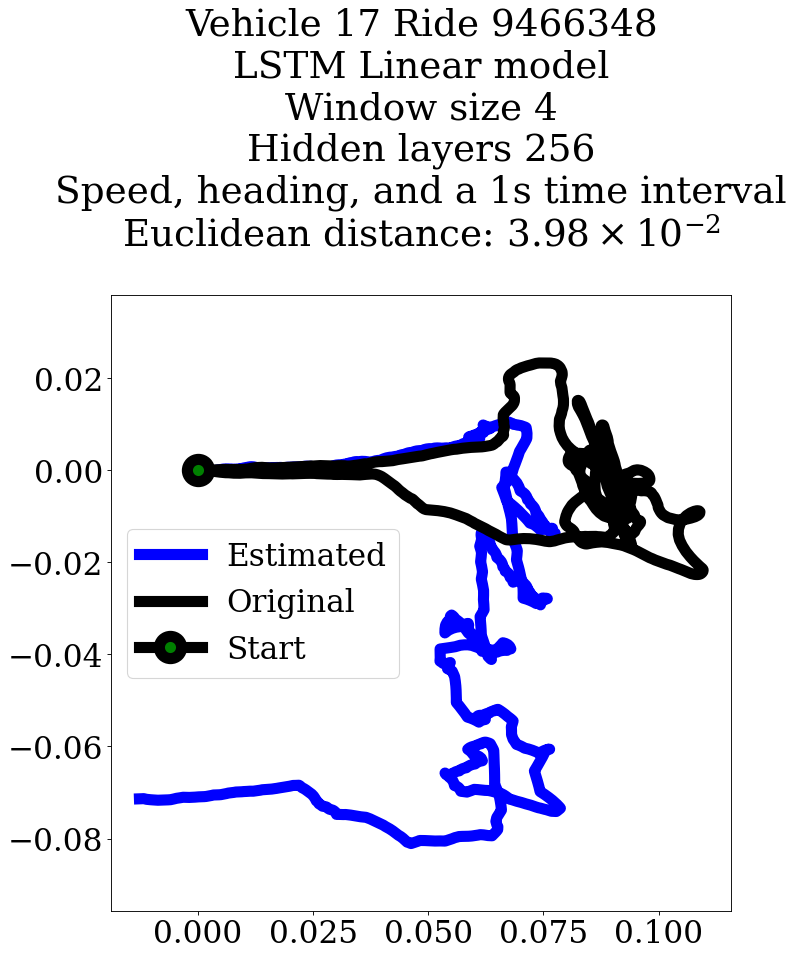 Vehicle 17 Ride 9466348
LSTM Linear model
Window size 4
Hidden layers 256
Speed, heading, and a 1s time interval
Euclidean distance: 3.98 × 10⁻²
0.02
0.00
−0.02
−0.04
−0.06
−0.08
Estimated
Original
Start
0.000 0.025 0.050 0.075 0.100